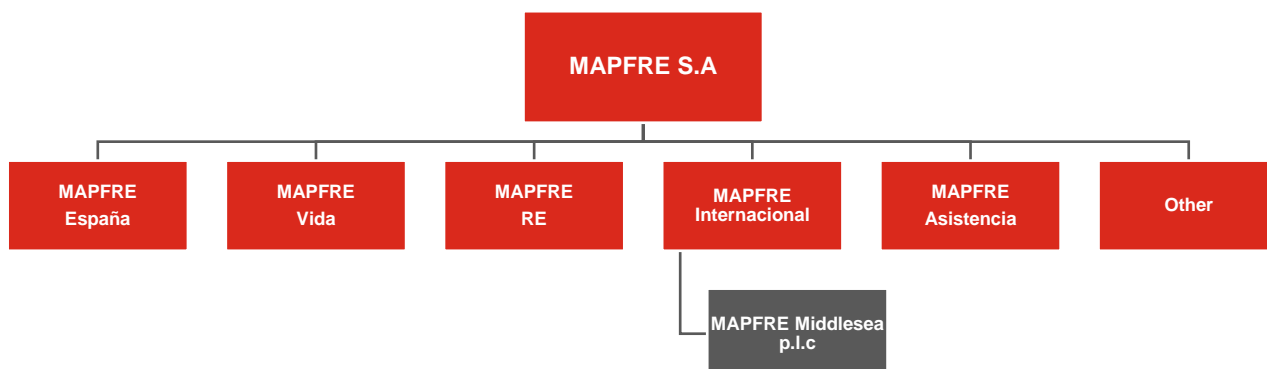 MAPFRE S.A
MAPFRE
España
MAPFRE
Vida
MAPFRE
RE
MAPFRE
Internacional
MAPFRE
Asistencia
Other
MAPFRE Middlesea
p.l.c